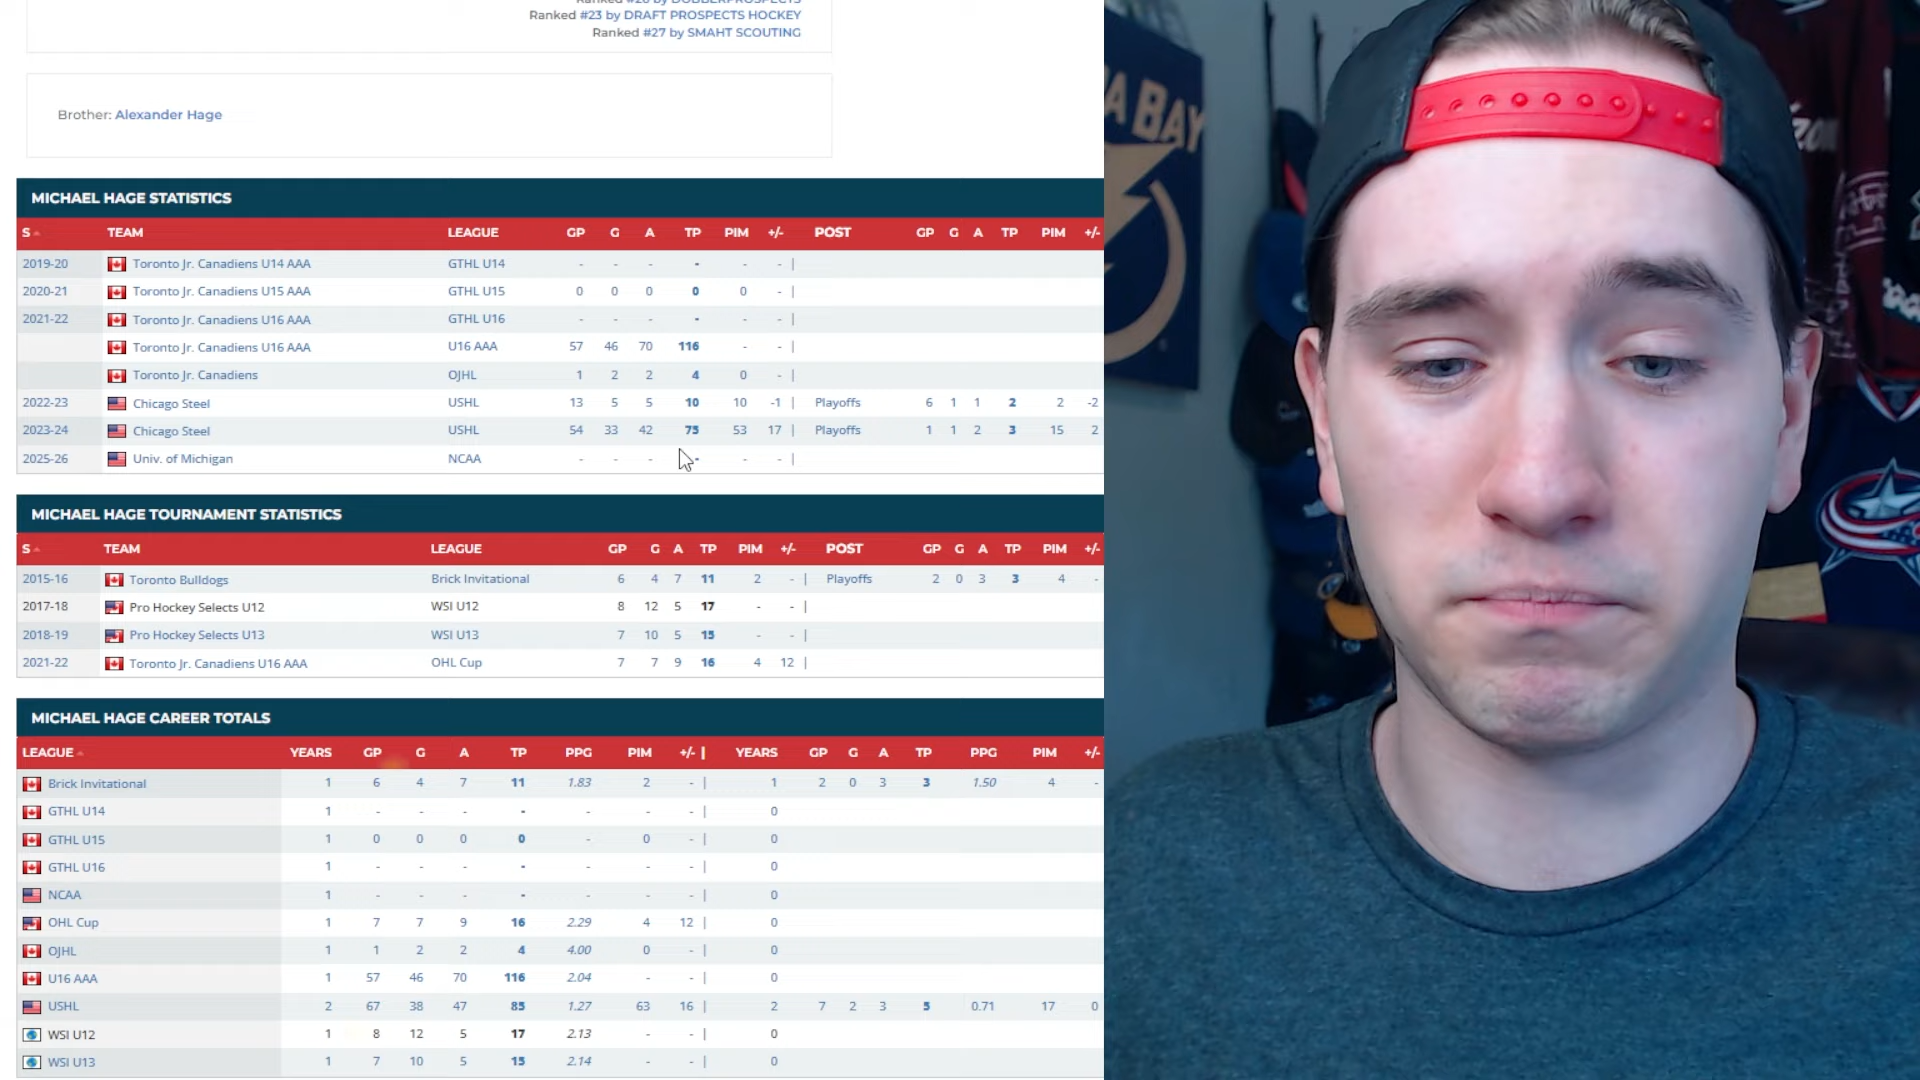 Ranked #26 by DOBBERPROSPECTS
Ranked #23 by DRAFT PROSPECTS HOCKEY
Ranked #27 by SMAHT SCOUTING
Brother: Alexander Hage
MICHAEL HAGE STATISTICS
S TEAM LEAGUE GP G A TP PIM +/- POST GP G A TP PIM +/-
2019-20 Toronto Jr. Canadiens U14 AAA GTHL U14 - - - - - - |
2020-21 Toronto Jr. Canadiens U15 AAA GTHL U15 0 0 0 0 0 - |
2021-22 Toronto Jr. Canadiens U16 AAA GTHL U16 - - - - - - |
Toronto Jr. Canadiens U16 AAA U16 AAA 57 46 70 116 - - |
Toronto Jr. Canadiens OJHL 1 2 2 4 0 - |
2022-23 Chicago Steel USHL 13 5 5 10 10 -1 | Playoffs 6 1 1 2 2 -2
2023-24 Chicago Steel USHL 54 33 42 75 53 17 | Playoffs 1 1 2 3 15 2
2025-26 Univ. of Michigan NCAA - - - - - - |
MICHAEL HAGE TOURNAMENT STATISTICS
S TEAM LEAGUE GP G A TP PIM +/- POST GP G A TP PIM +/-
2015-16 Toronto Bulldogs Brick Invitational 6 4 7 11 2 - | Playoffs 2 0 3 3 4 -
2017-18 Pro Hockey Selects U12 WSI U12 8 12 5 17 - - |
2018-19 Pro Hockey Selects U13 WSI U13 7 10 5 15 - - |
2021-22 Toronto Jr. Canadiens U16 AAA OHL Cup 7 7 9 16 4 12 |
MICHAEL HAGE CAREER TOTALS
LEAGUE YEARS GP G A TP PPG PIM +/- | YEARS GP G A TP PPG PIM +/-
Brick Invitational 1 6 4 7 11 1.83 2 - | 1 2 0 3 3 1.50 4 -
GTHL U14 1 - - - - - - - | 0
GTHL U15 1 0 0 0 0 - 0 - | 0
GTHL U16 1 - - - - - - - | 0
NCAA 1 - - - - - - - | 0
OHL Cup 1 7 7 9 16 2.29 4 12 | 0
OJHL 1 1 2 2 4 4.00 0 - | 0
U16 AAA 1 57 46 70 116 2.04 - - | 0
USHL 2 67 38 47 85 1.27 63 16 | 2 7 2 3 5 0.71 17 0
WSI U12 1 8 12 5 17 2.13 - - | 0
WSI U13 1 7 10 5 15 2.14 - - | 0
A BAY